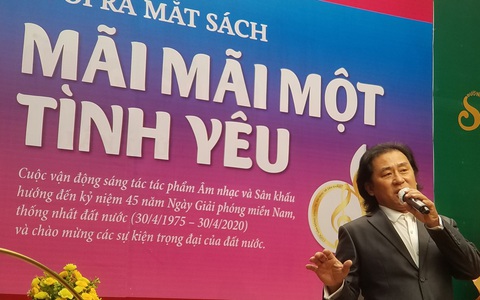 RA MẮT SÁCH
MÃI MÃI MỘT
TÌNH YÊU
Cuộc vận động sáng tác tác phẩm Âm nhạc và Sân khấu
hướng đến kỷ niệm 45 năm Ngày Giải phóng miền Nam,
thống nhất đất nước (30/4/1975 – 30/4/2020)
và chào mừng các sự kiện trọng đại của đất nước.